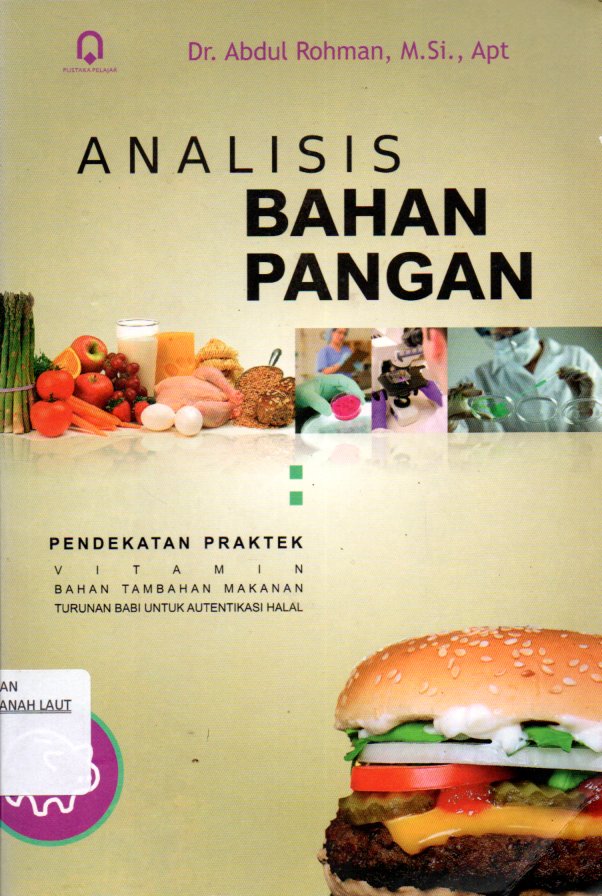 PUSTAKA PELAJAR
Dr. Abdul Rohman, M.Si., Apt
ANALISIS
BAHAN
PANGAN
PENDEKATAN PRAKTEK
VITAMIN
BAHAN TAMBAHAN MAKANAN
TURUNAN BABI UNTUK AUTENTIKASI HALAL
AN
ANAH LAUT